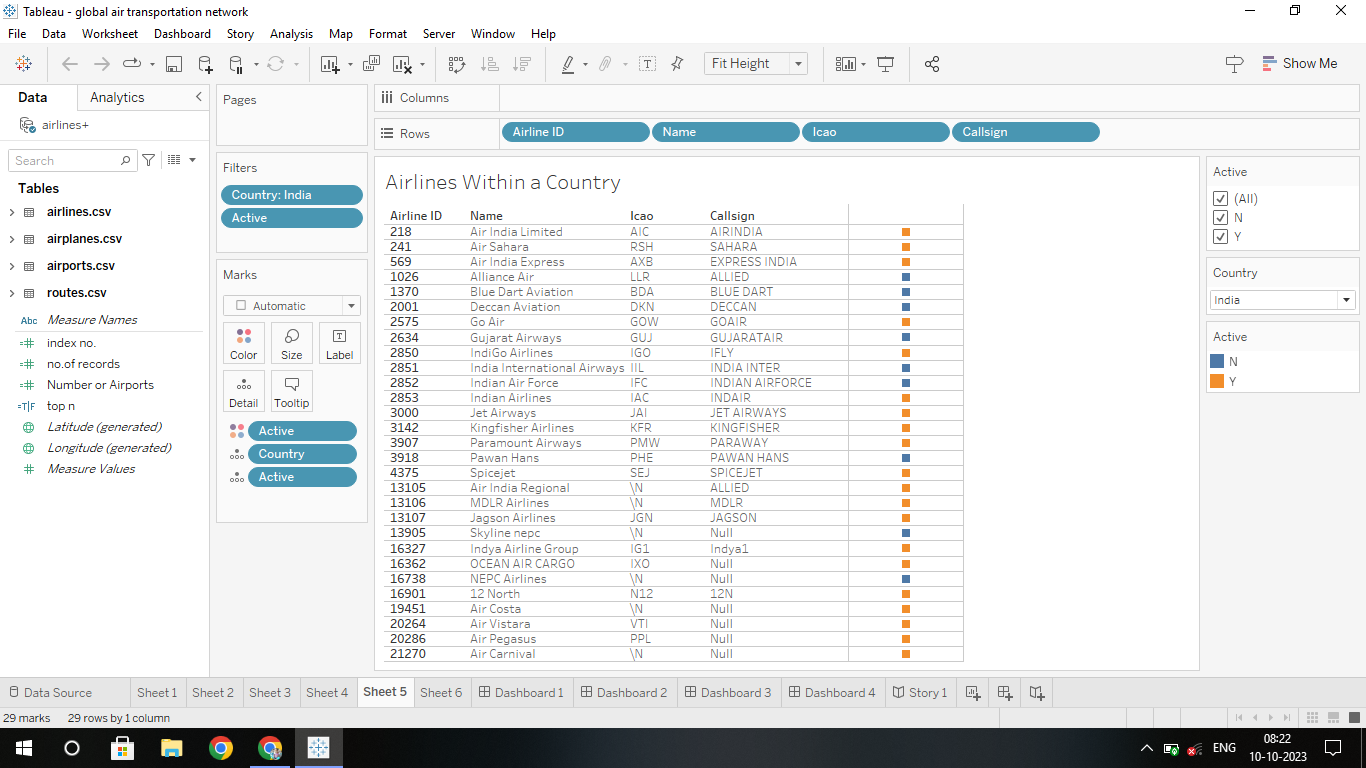 Tableau - global air transportation network
File Data Worksheet Dashboard Story Analysis Map Format Server Window Help
Fit Height
Show Me
Data Analytics
airlines+
Search
Tables
airlines.csv
airplanes.csv
airports.csv
routes.csv
Abc Measure Names
index no.
no.of records
Number or Airports
=T|F top n
Latitude (generated)
Longitude (generated)
Measure Values
Pages
Filters
Country: India
Active
Marks
Automatic
Color Size Label
Detail Tooltip
Active
Country
Active
Columns
Rows Airline ID Name Icao Callsign
Airlines Within a Country
Airline ID Name Icao Callsign
218 Air India Limited AIC AIRINDIA
241 Air Sahara RSH SAHARA
569 Air India Express AXB EXPRESS INDIA
1026 Alliance Air LLR ALLIED
1370 Blue Dart Aviation BDA BLUE DART
2001 Deccan Aviation DKN DECCAN
2575 Go Air GOW GOAIR
2634 Gujarat Airways GUJ GUJARATAIR
2850 IndiGo Airlines IGO IFLY
2851 India International Airways IIL INDIA INTER
2852 Indian Air Force IFC INDIAN AIRFORCE
2853 Indian Airlines IAC INDAIR
3000 Jet Airways JAI JET AIRWAYS
3142 Kingfisher Airlines KFR KINGFISHER
3907 Paramount Airways PMW PARAWAY
3918 Pawan Hans PHE PAWAN HANS
4375 Spicejet SEJ SPICEJET
13105 Air India Regional \N ALLIED
13106 MDLR Airlines \N MDLR
13107 Jagson Airlines JGN JAGSON
13905 Skyline nepc \N Null
16327 Indya Airline Group IG1 Indya1
16362 OCEAN AIR CARGO IXO Null
16738 NEPC Airlines \N Null
16901 12 North N12 12N
19451 Air Costa \N Null
20264 Air Vistara VTI Null
20286 Air Pegasus PPL Null
21270 Air Carnival \N Null
Active
(All)
N
Y
Country
India
Active
N
Y
Data Source Sheet 1 Sheet 2 Sheet 3 Sheet 4 Sheet 5 Sheet 6 Dashboard 1 Dashboard 2 Dashboard 3 Dashboard 4 Story 1
29 marks 29 rows by 1 column
ENG
08:22
10-10-2023